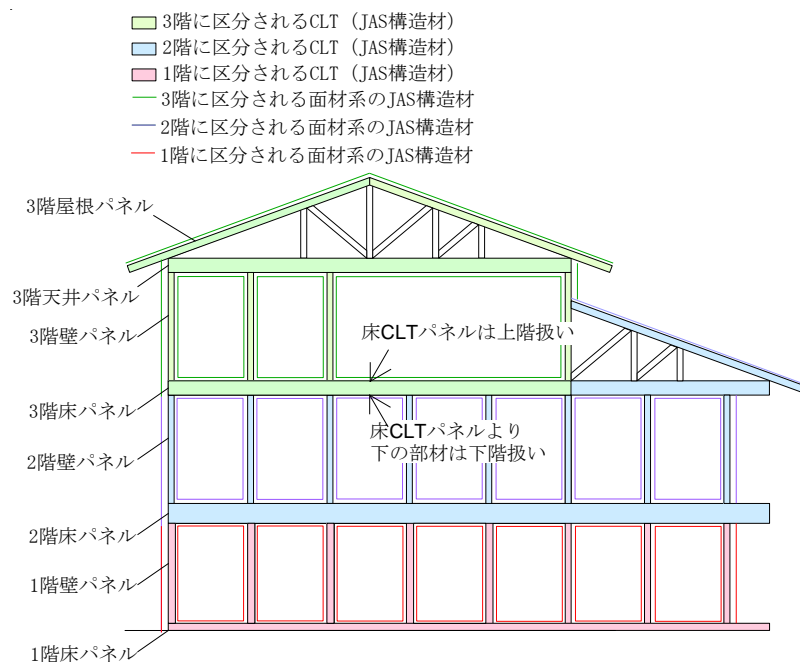 3階に区分されるCLT（JAS構造材）
2階に区分されるCLT（JAS構造材）
1階に区分されるCLT（JAS構造材）
3階に区分される面材系のJAS構造材
2階に区分される面材系のJAS構造材
1階に区分される面材系のJAS構造材
3階屋根パネル
3階天井パネル
3階壁パネル
床CLTパネルは上階扱い
3階床パネル
床CLTパネルより
下の部材は下階扱い
2階壁パネル
2階床パネル
1階壁パネル
1階床パネル